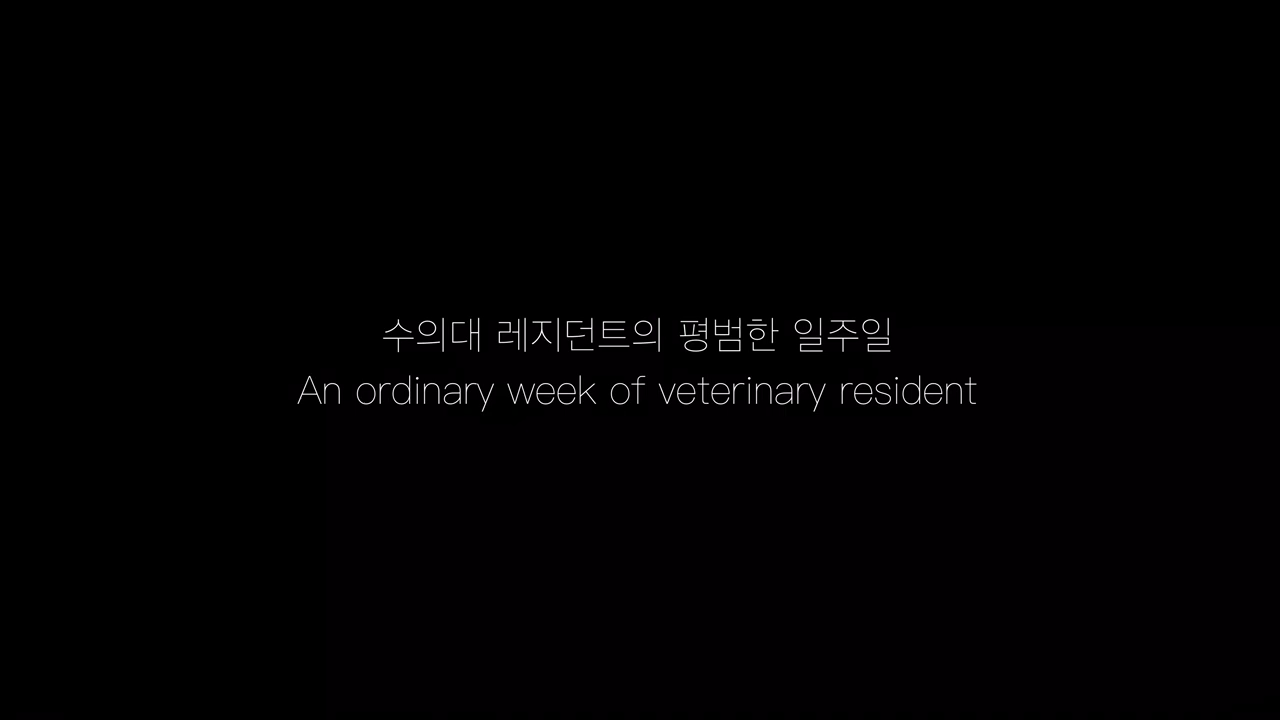 수의대 레지던트의 평범한 일주일
An ordinary week of veterinary resident